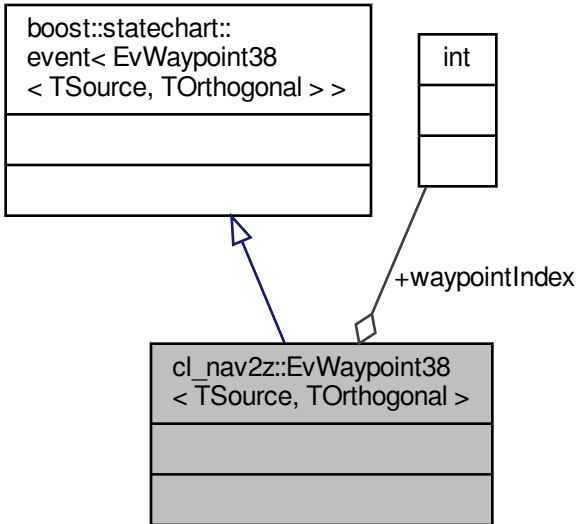 boost::statechart::
event< EvWaypoint38
< TSource, TOrthogonal > >
int
+waypointIndex
cl_nav2z::EvWaypoint38
< TSource, TOrthogonal >